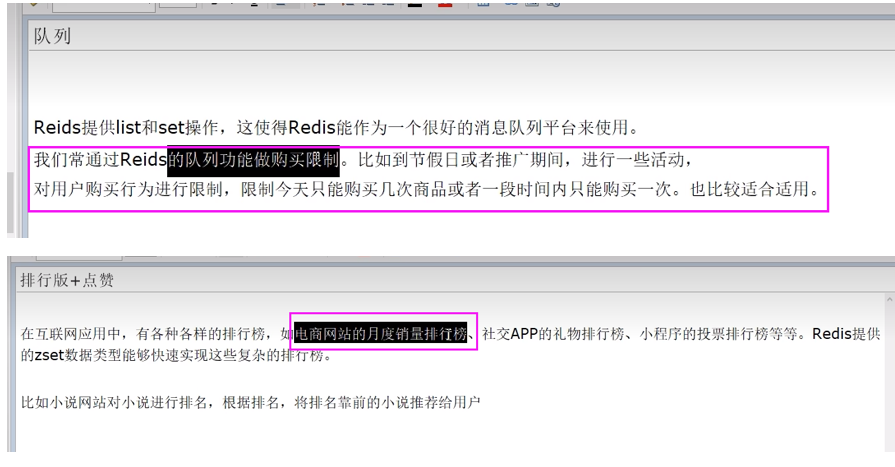 队列
Reids提供list和set操作，这使得Redis能作为一个很好的消息队列平台来使用。
我们常通过Reids的队列功能做购买限制。比如到节假日或者推广期间，进行一些活动，
对用户购买行为进行限制，限制今天只能购买几次商品或者一段时间内只能购买一次。也比较适合适用。
排行版+点赞
在互联网应用中，有各种各样的排行榜，如电商网站的月度销量排行榜、社交APP的礼物排行榜、小程序的投票排行榜等等。Redis提供
的zset数据类型能够快速实现这些复杂的排行榜。
比如小说网站对小说进行排名，根据排名，将排名靠前的小说推荐给用户